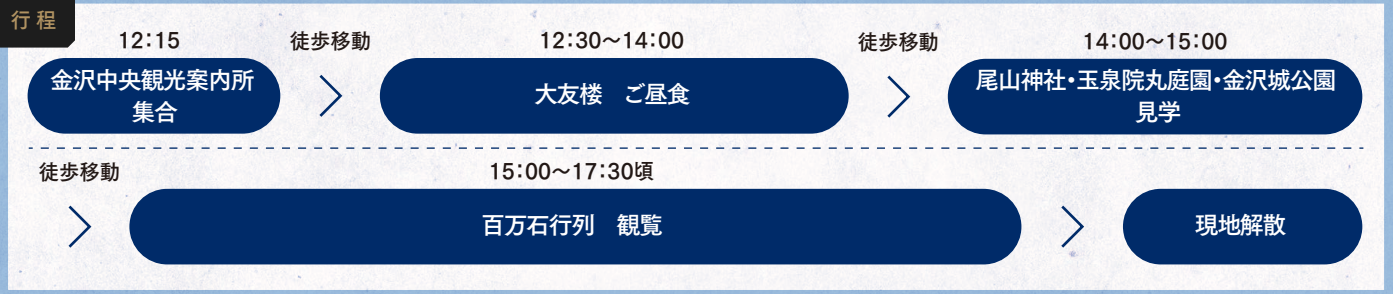 行程
12:15
金沢中央観光案内所
集合
徒歩移動
12:30～14:00
大友楼　ご昼食
徒歩移動
14:00～15:00
尾山神社・玉泉院丸庭園・金沢城公園
見学
徒歩移動
15:00～17:30頃
百万石行列　観覧
現地解散